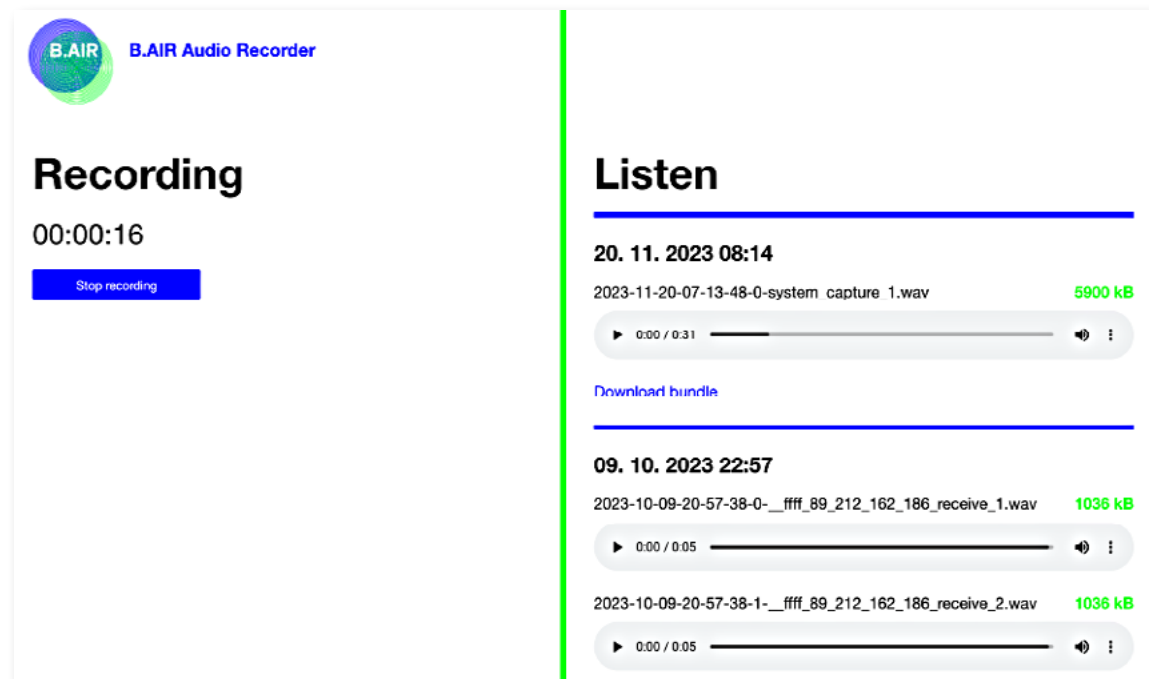 B.AIR
B.AIR Audio Recorder
Recording
00:00:16
Stop recording
Listen
20. 11. 2023 08:14
2023-11-20-07-13-48-0-system_capture_1.wav 5900 kB
0:00 / 0:31
Download bundle
09. 10. 2023 22:57
2023-10-09-20-57-38-0-__ffff_89_212_162_186_receive_1.wav 1036 kB
0:00 / 0:05
2023-10-09-20-57-38-1-__ffff_89_212_162_186_receive_2.wav 1036 kB
0:00 / 0:05